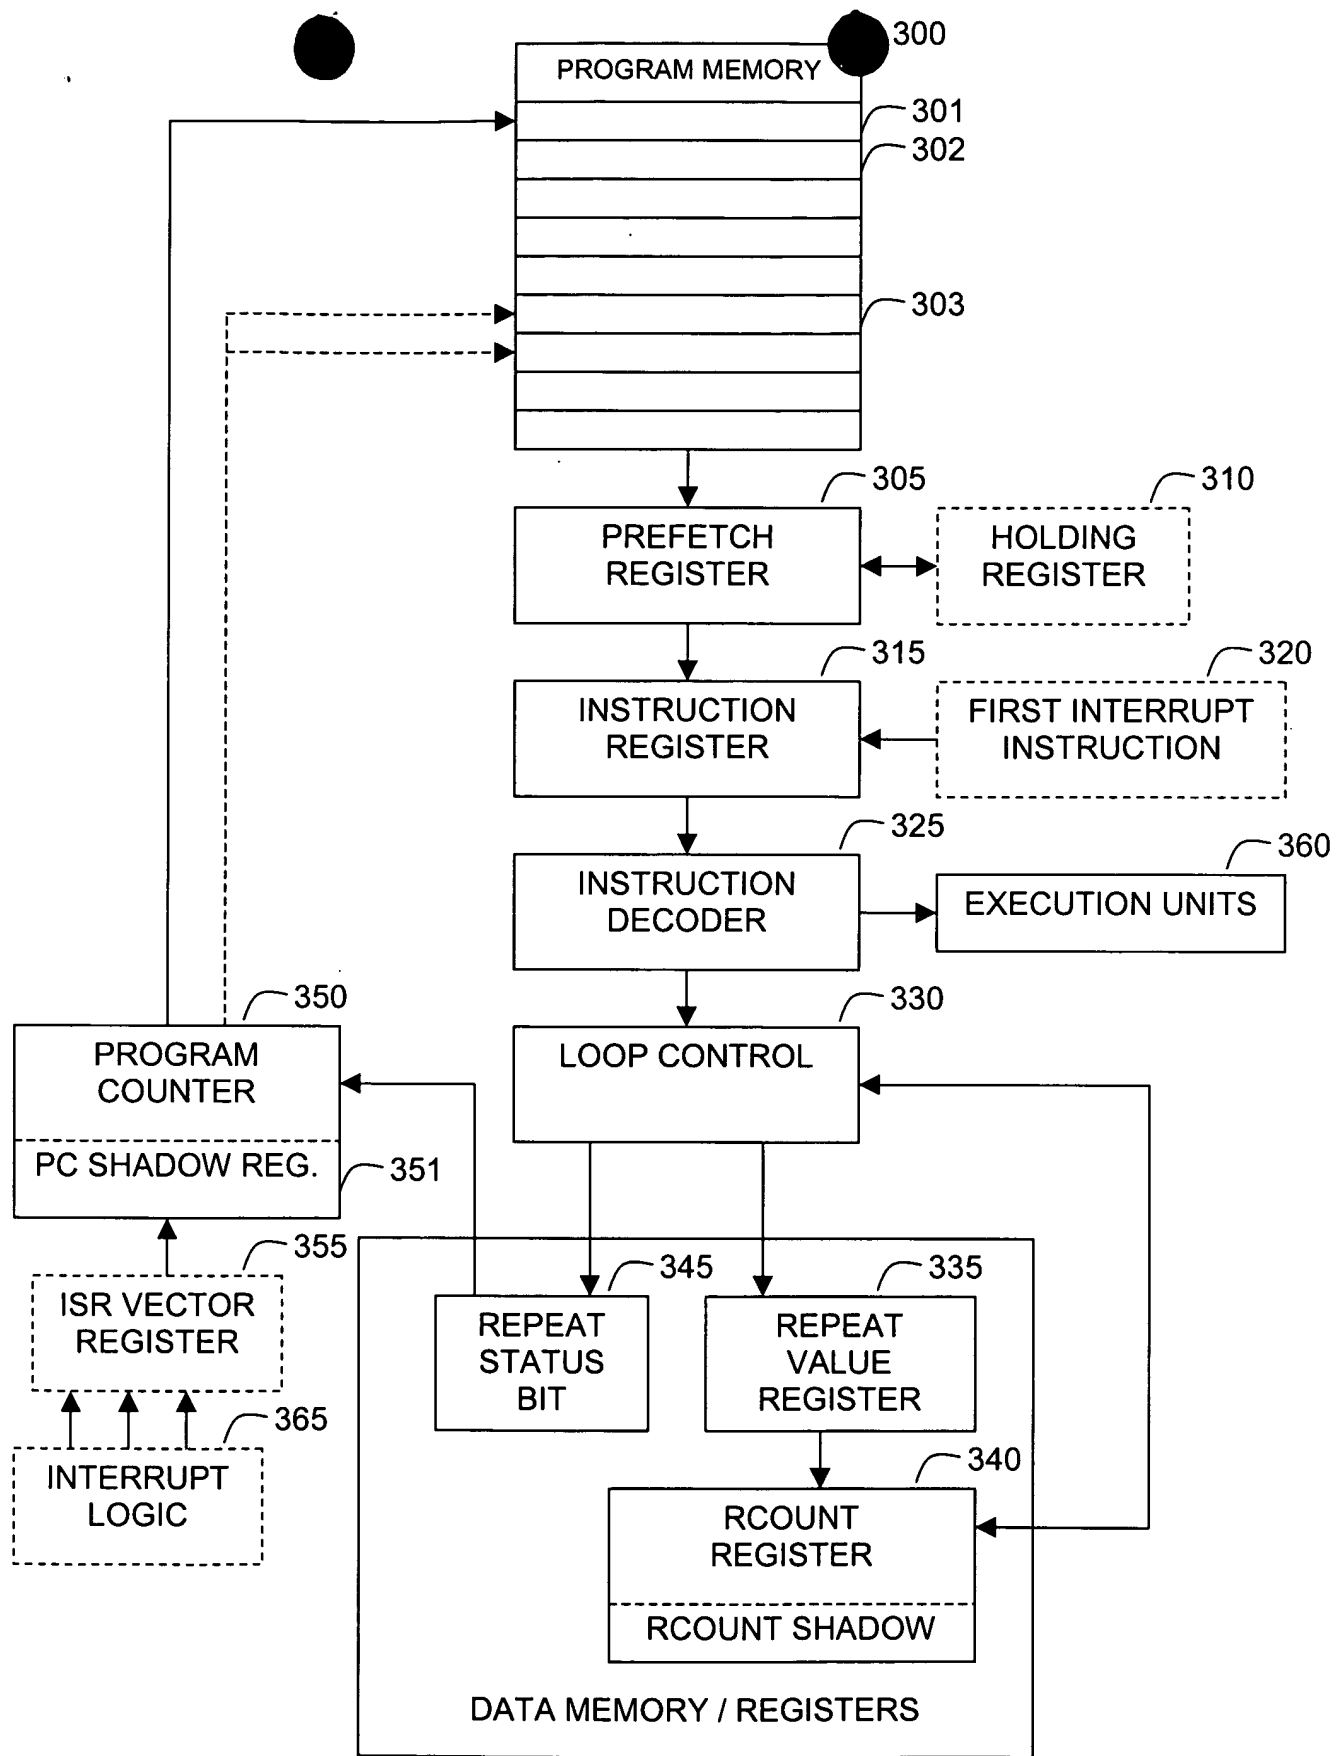 300
PROGRAM MEMORY
301
302
303
305
310
PREFETCH
REGISTER
HOLDING
REGISTER
315
320
INSTRUCTION
REGISTER
FIRST INTERRUPT
INSTRUCTION
325
360
INSTRUCTION
DECODER
EXECUTION UNITS
350
330
PROGRAM
COUNTER
LOOP CONTROL
PC SHADOW REG.
351
355
345
335
ISR VECTOR
REGISTER
REPEAT
STATUS
BIT
REPEAT
VALUE
REGISTER
365
INTERRUPT
LOGIC
340
RCOUNT
REGISTER
RCOUNT SHADOW
DATA MEMORY / REGISTERS